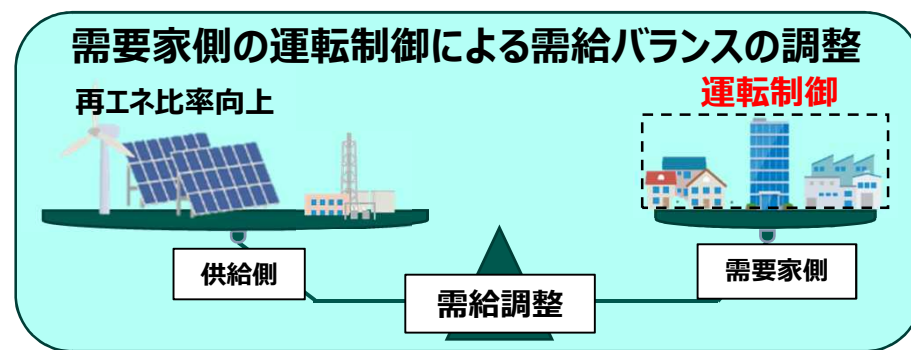 需要家側の運転制御による需給バランスの調整
再エネ比率向上
運転制御
供給側
需要家側
需給調整